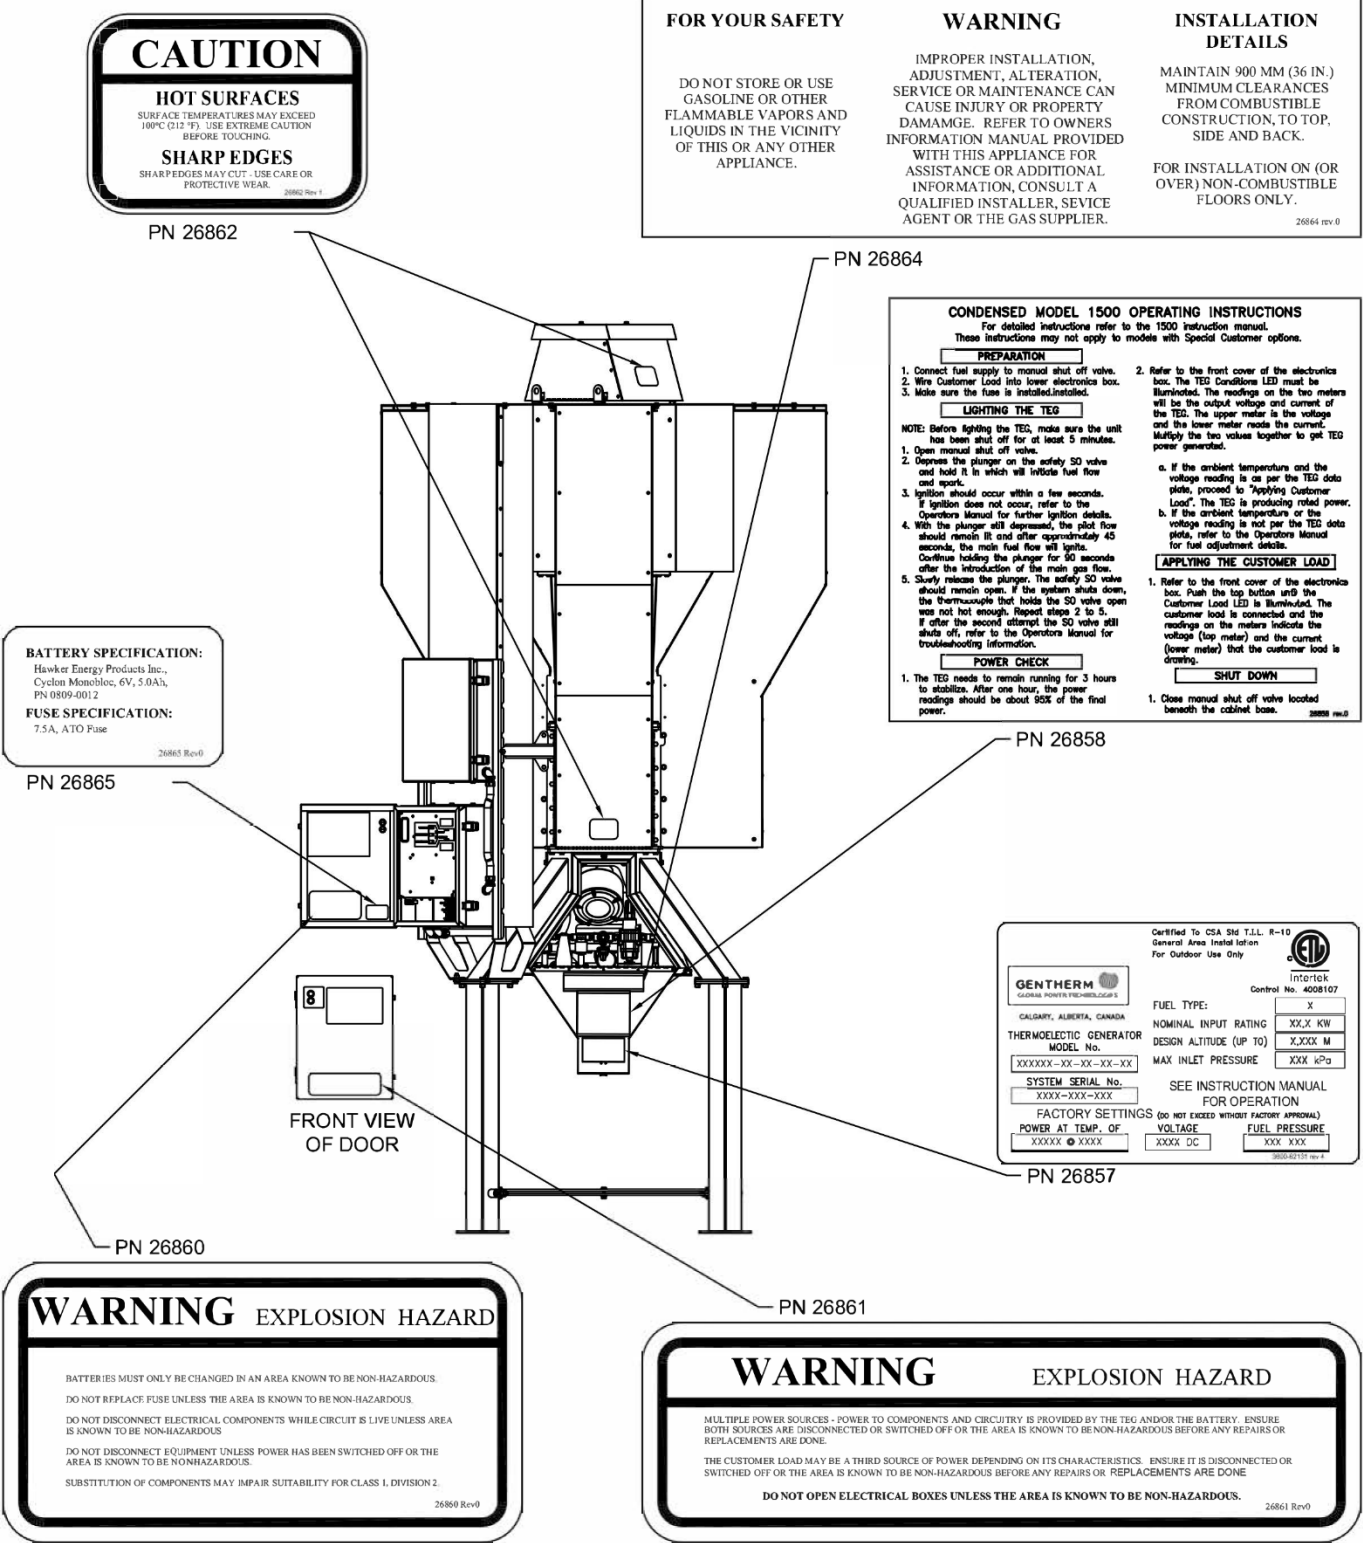 CAUTION
HOT SURFACES
SURFACE TEMPERATURES MAY EXCEED
100°C (212 °F). USE EXTREME CAUTION
BEFORE TOUCHING.
SHARP EDGES
SHARP EDGES MAY CUT - USE CARE OR
PROTECTIVE WEAR.
26862 Rev 1
PN 26862
FOR YOUR SAFETY
DO NOT STORE OR USE
GASOLINE OR OTHER
FLAMMABLE VAPORS AND
LIQUIDS IN THE VICINITY
OF THIS OR ANY OTHER
APPLIANCE.
WARNING
IMPROPER INSTALLATION,
ADJUSTMENT, ALTERATION,
SERVICE OR MAINTENANCE CAN
CAUSE INJURY OR PROPERTY
DAMAMGE. REFER TO OWNERS
INFORMATION MANUAL PROVIDED
WITH THIS APPLIANCE FOR
ASSISTANCE OR ADDITIONAL
INFORMATION, CONSULT A
QUALIFIED INSTALLER, SEVICE
AGENT OR THE GAS SUPPLIER.
INSTALLATION
DETAILS
MAINTAIN 900 MM (36 IN.)
MINIMUM CLEARANCES
FROM COMBUSTIBLE
CONSTRUCTION, TO TOP,
SIDE AND BACK.
FOR INSTALLATION ON (OR
OVER) NON-COMBUSTIBLE
FLOORS ONLY.
26864 rev.0
PN 26864
CONDENSED MODEL 1500 OPERATING INSTRUCTIONS
For detailed instructions refer to the 1500 instruction manual.
These instructions may not apply to models with Special Customer options.
PREPARATION
1. Connect fuel supply to manual shut off valve.
2. Wire Customer Load into lower electronics box.
3. Make sure the fuse is installed.installed.
LIGHTING THE TEG
NOTE: Before lighting the TEG, make sure the unit
has been shut off for at least 5 minutes.
1. Open manual shut off valve.
2. Depress the plunger on the safety SO valve
and hold it in which will initiate fuel flow
and spark.
3. Ignition should occur within a few seconds.
If ignition does not occur, refer to the
Operators Manual for further ignition details.
4. With the plunger still depressed, the pilot flow
should remain lit and after approximately 45
seconds, the main fuel flow will ignite.
Continue holding the plunger for 90 seconds
after the introduction of the main gas flow.
5. Slowly release the plunger. The safety SO valve
should remain open. If the system shuts down,
the thermocouple that holds the SO valve open
was not hot enough. Repeat steps 2 to 5.
If after the second attempt the SO valve still
shuts off, refer to the Operators Manual for
troubleshooting information.
POWER CHECK
1. The TEG needs to remain running for 3 hours
to stabilize. After one hour, the power
readings should be about 95% of the final
power.
2. Refer to the front cover of the electronics
box. The TEG Conditions LED must be
illuminated. The readings on the two meters
will be the output voltage and current of
the TEG. The upper meter is the voltage
and the lower meter reads the current.
Multiply the two values together to get TEG
power generated.
a. If the ambient temperature and the
voltage reading is as per the TEG data
plate, proceed to "Applying Customer
Load". The TEG is producing rated power.
b. If the ambient temperature or the
voltage reading is not per the TEG data
plate, refer to the Operators Manual
for fuel adjustment details.
APPLYING THE CUSTOMER LOAD
1. Refer to the front cover of the electronics
box. Push the top button until the
Customer Load LED is illuminated. The
customer load is connected and the
readings on the meters indicate the
voltage (top meter) and the current
(lower meter) that the customer load is
drawing.
SHUT DOWN
1. Close manual shut off valve located
beneath the cabinet base.
26858 rev.0
PN 26858
BATTERY SPECIFICATION:
Hawker Energy Products Inc.,
Cyclon Monobloc, 6V, 5.0Ah,
PN 0809-0012
FUSE SPECIFICATION:
7.5A, ATO Fuse
26865 Rev0
PN 26865
FRONT VIEW
OF DOOR
Certified To CSA Std T.I.L. R-10
General Area Installation
For Outdoor Use Only
C ETL
Intertek
Control No. 4008107
GENTHERM
GLOBAL POWER TECHNOLOGIES
CALGARY, ALBERTA, CANADA
THERMOELECTIC GENERATOR
MODEL No.
XXXXXX-XX-XX-XX-XX
SYSTEM SERIAL No.
XXXX-XXX-XXX
FUEL TYPE: X
NOMINAL INPUT RATING XX,X KW
DESIGN ALTITUDE (UP TO) X,XXX M
MAX INLET PRESSURE XXX kPa
SEE INSTRUCTION MANUAL
FOR OPERATION
FACTORY SETTINGS (DO NOT EXCEED WITHOUT FACTORY APPROVAL)
POWER AT TEMP. OF VOLTAGE FUEL PRESSURE
XXXXX @ XXXX XXXX DC XXX XXX
PN 26857
PN 26860
WARNING EXPLOSION HAZARD
BATTERIES MUST ONLY BE CHANGED IN AN AREA KNOWN TO BE NON-HAZARDOUS.
DO NOT REPLACE FUSE UNLESS THE AREA IS KNOWN TO BE NON-HAZARDOUS.
DO NOT DISCONNECT ELECTRICAL COMPONENTS WHILE CIRCUIT IS LIVE UNLESS AREA
IS KNOWN TO BE NON-HAZARDOUS
DO NOT DISCONNECT EQUIPMENT UNLESS POWER HAS BEEN SWITCHED OFF OR THE
AREA IS KNOWN TO BE NONHAZARDOUS.
SUBSTITUTION OF COMPONENTS MAY IMPAIR SUITABILITY FOR CLASS I, DIVISION 2.
26860 Rev0
PN 26861
WARNING EXPLOSION HAZARD
MULTIPLE POWER SOURCES - POWER TO COMPONENTS AND CIRCUITRY IS PROVIDED BY THE TEG AND/OR THE BATTERY. ENSURE
BOTH SOURCES ARE DISCONNECTED OR SWITCHED OFF OR THE AREA IS KNOWN TO BE NON-HAZARDOUS BEFORE ANY REPAIRS OR
REPLACEMENTS ARE DONE.
THE CUSTOMER LOAD MAY BE A THIRD SOURCE OF POWER DEPENDING ON ITS CHARACTERISTICS. ENSURE IT IS DISCONNECTED OR
SWITCHED OFF OR THE AREA IS KNOWN TO BE NON-HAZARDOUS BEFORE ANY REPAIRS OR REPLACEMENTS ARE DONE
DO NOT OPEN ELECTRICAL BOXES UNLESS THE AREA IS KNOWN TO BE NON-HAZARDOUS.
26861 Rev0